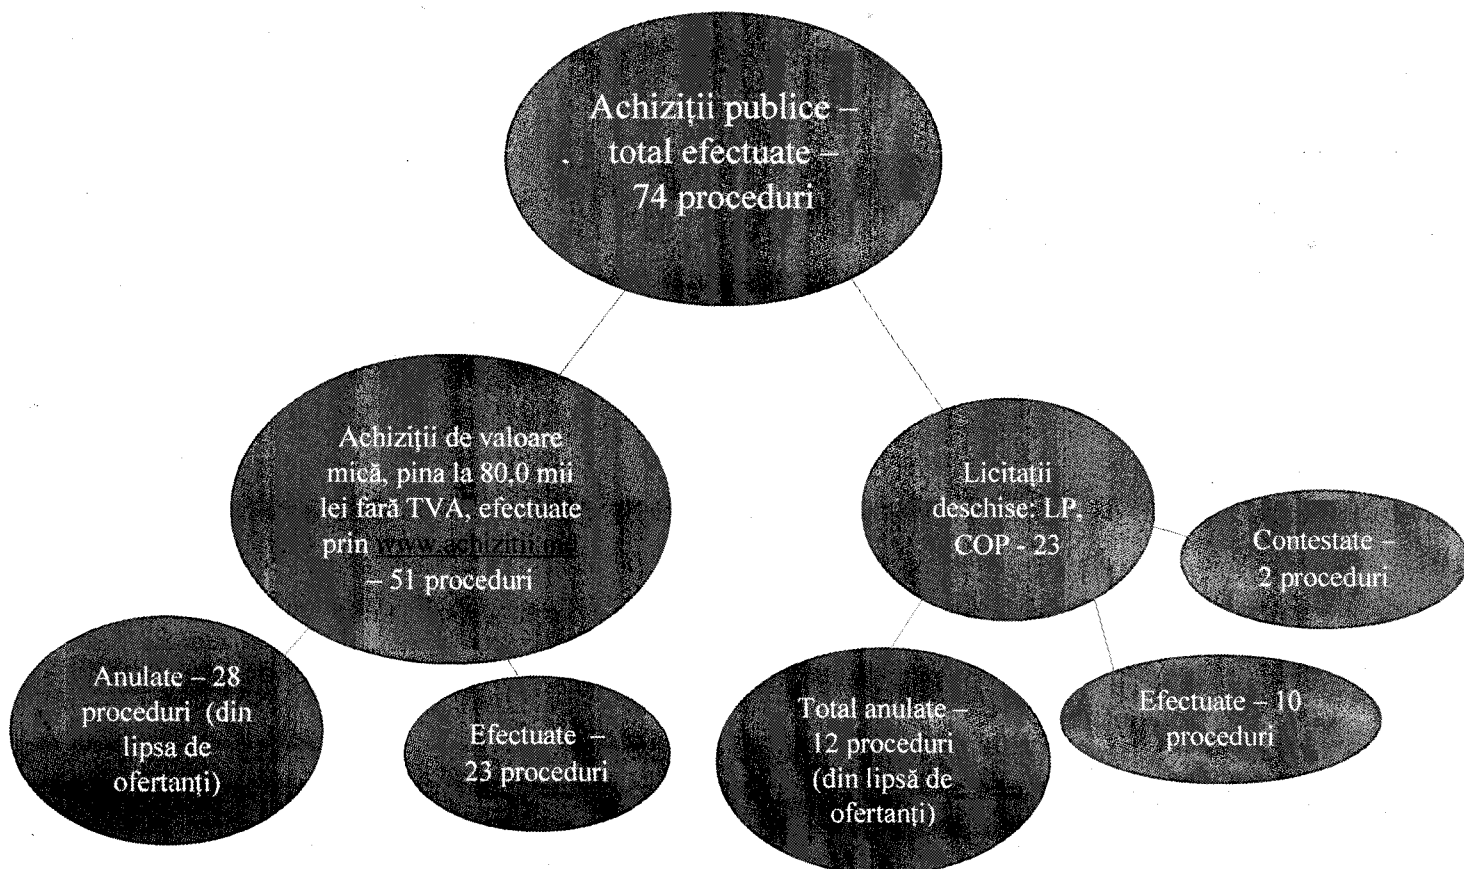 Achiziții publice –
total efectuate –
74 proceduri
Achiziții de valoare
mică, pina la 80,0 mii
lei fără TVA, efectuate
prin www.achizitii.md
– 51 proceduri
Licitații
deschise: LP,
COP - 23
Contestate –
2 proceduri
Anulate – 28
proceduri (din
lipsa de
ofertanți)
Efectuate –
23 proceduri
Total anulate –
12 proceduri
(din lipsă de
ofertanți)
Efectuate – 10
proceduri